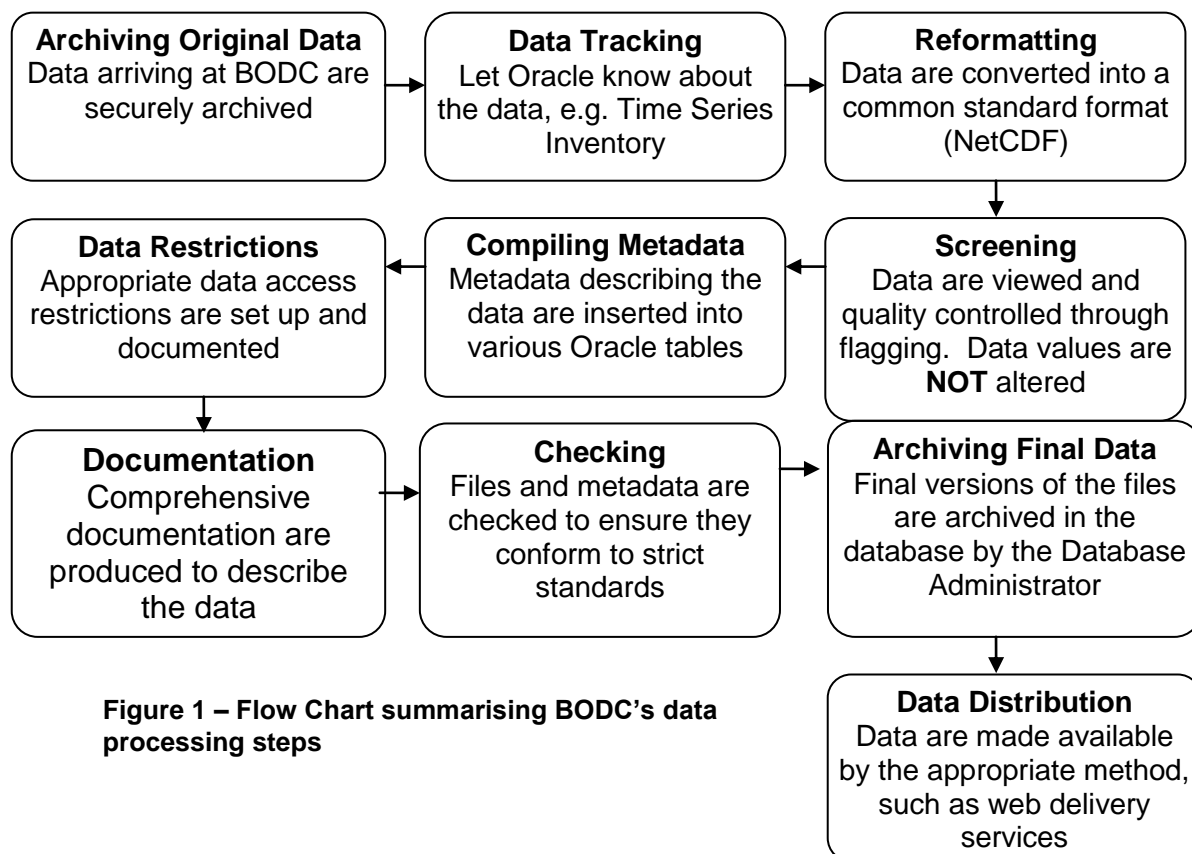 Archiving Original Data
Data arriving at BODC are
securely archived
Data Tracking
Let Oracle know about
the data, e.g. Time Series
Inventory
Reformatting
Data are converted into a
common standard format
(NetCDF)
Data Restrictions
Appropriate data access
restrictions are set up and
documented
Compiling Metadata
Metadata describing the
data are inserted into
various Oracle tables
Screening
Data are viewed and
quality controlled through
flagging.  Data values are
NOT altered
Documentation
Comprehensive
documentation are
produced to describe
the data
Checking
Files and metadata are
checked to ensure they
conform to strict
standards
Archiving Final Data
Final versions of the files
are archived in the
database by the Database
Administrator
Figure 1 – Flow Chart summarising BODC's data
processing steps
Data Distribution
Data are made available
by the appropriate method,
such as web delivery
services